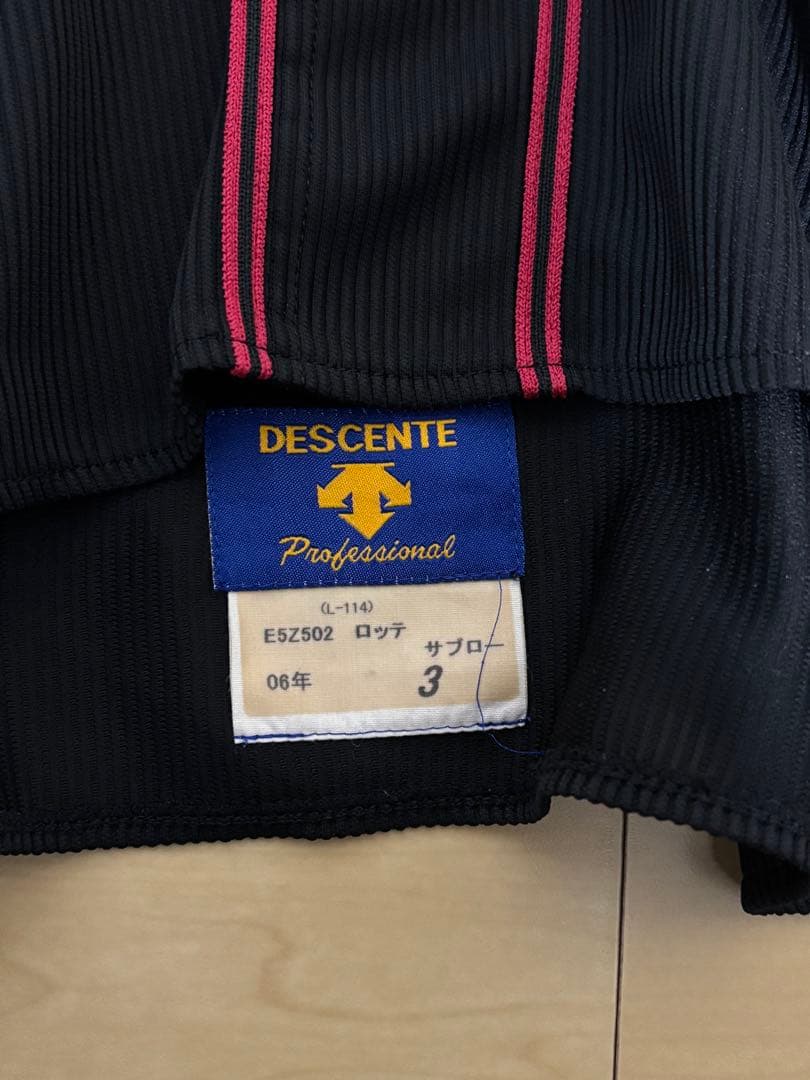 DESCENTE
Professional
(L-114)
E5Z502 ロッテ
サブロー
06年 3